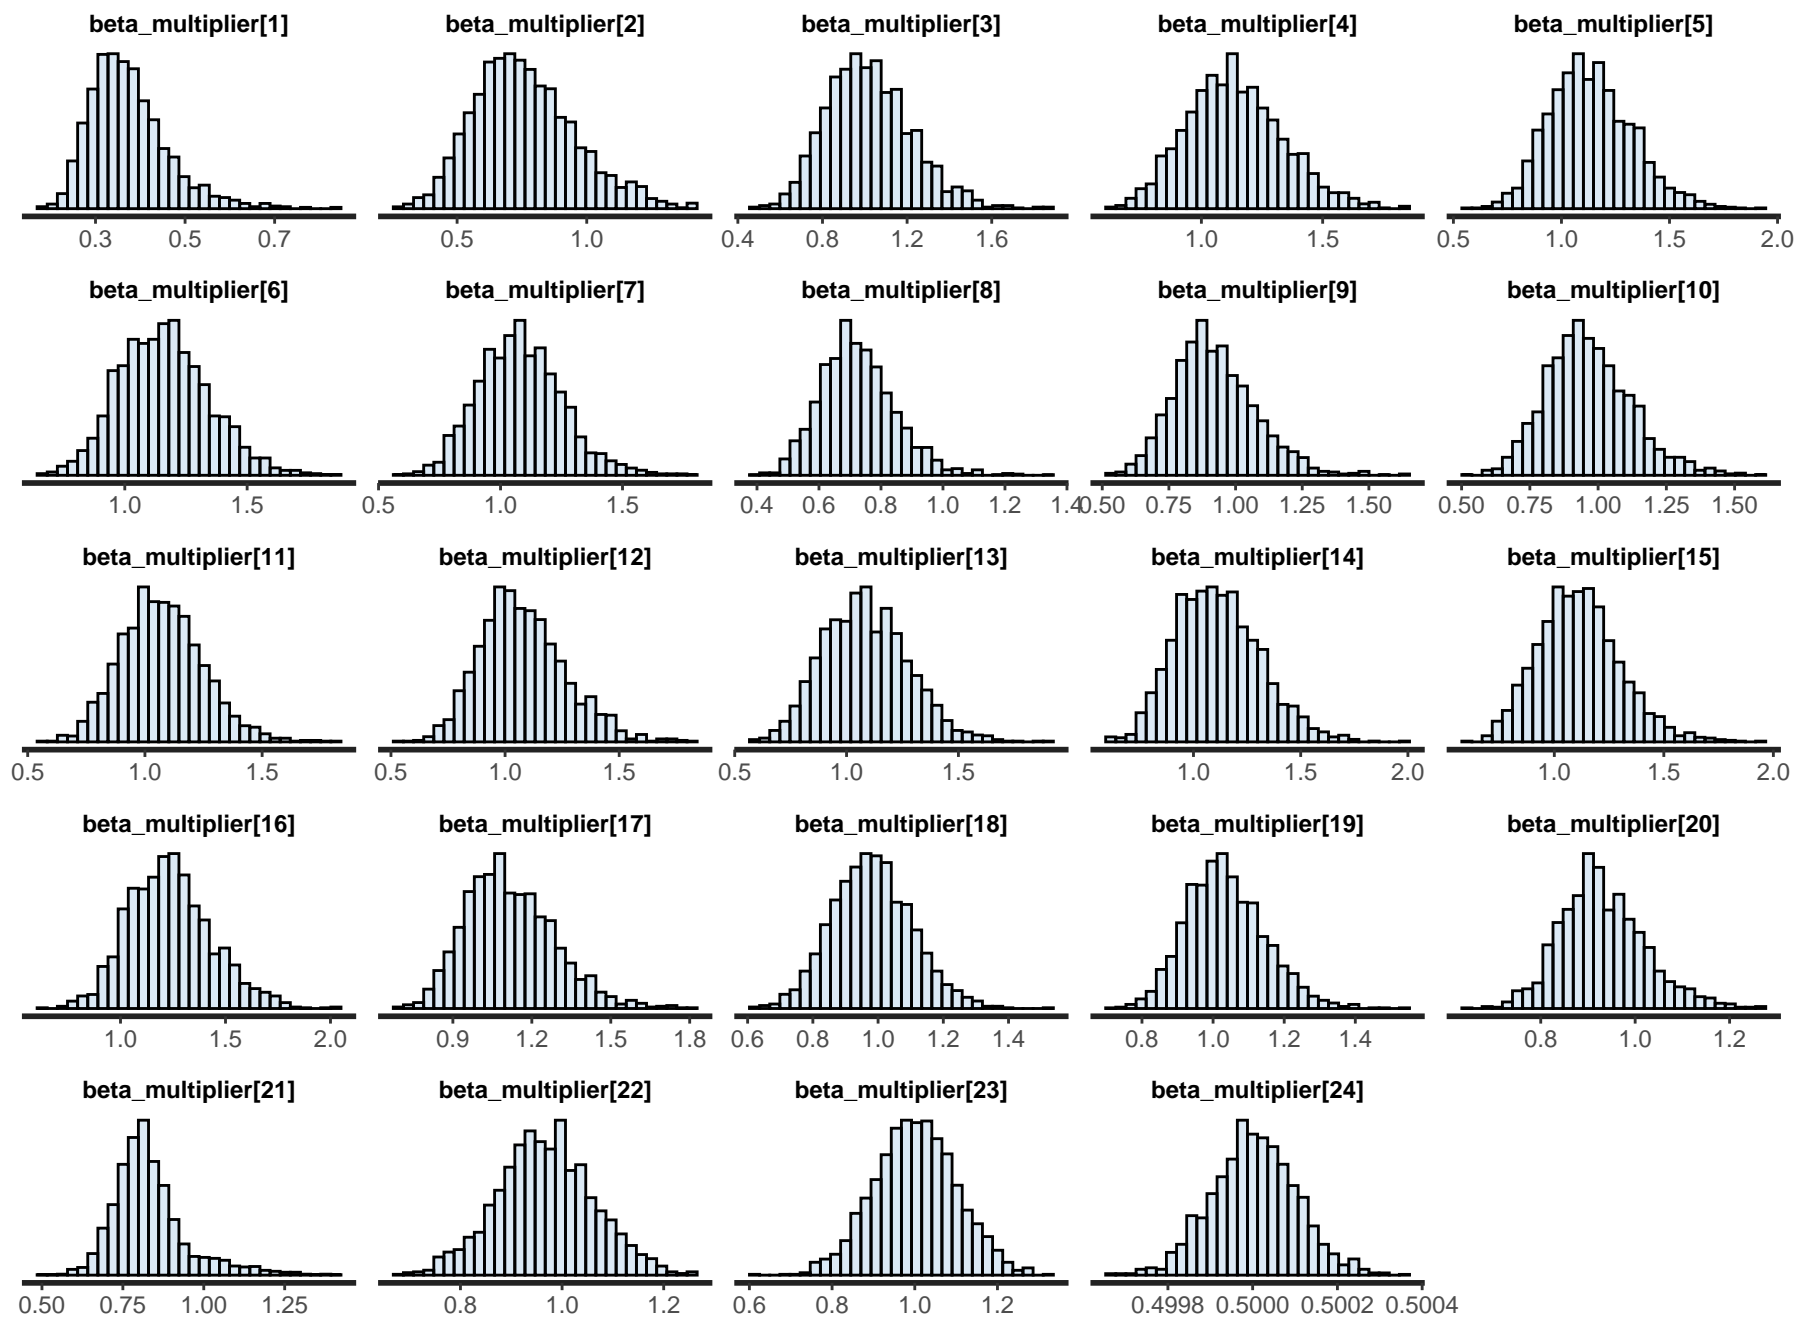 beta_multiplier[1] beta_multiplier[2] beta_multiplier[3] beta_multiplier[4] beta_multiplier[5]
0.3 0.5 0.7 0.5 1.0 0.4 0.8 1.2 1.6 1.0 1.5 0.5 1.0 1.5 2.0
beta_multiplier[6] beta_multiplier[7] beta_multiplier[8] beta_multiplier[9] beta_multiplier[10]
1.0 1.5 0.5 1.0 1.5 0.4 0.6 0.8 1.0 1.2 1.4 0.50 0.75 1.00 1.25 1.50 0.50 0.75 1.00 1.25 1.50
beta_multiplier[11] beta_multiplier[12] beta_multiplier[13] beta_multiplier[14] beta_multiplier[15]
0.5 1.0 1.5 0.5 1.0 1.5 0.5 1.0 1.5 1.0 1.5 2.0 1.0 1.5 2.0
beta_multiplier[16] beta_multiplier[17] beta_multiplier[18] beta_multiplier[19] beta_multiplier[20]
1.0 1.5 2.0 0.9 1.2 1.5 1.8 0.6 0.8 1.0 1.2 1.4 0.8 1.0 1.2 1.4 0.8 1.0 1.2
beta_multiplier[21] beta_multiplier[22] beta_multiplier[23] beta_multiplier[24]
0.50 0.75 1.00 1.25 0.8 1.0 1.2 0.6 0.8 1.0 1.2 0.4998 0.5000 0.5002 0.5004